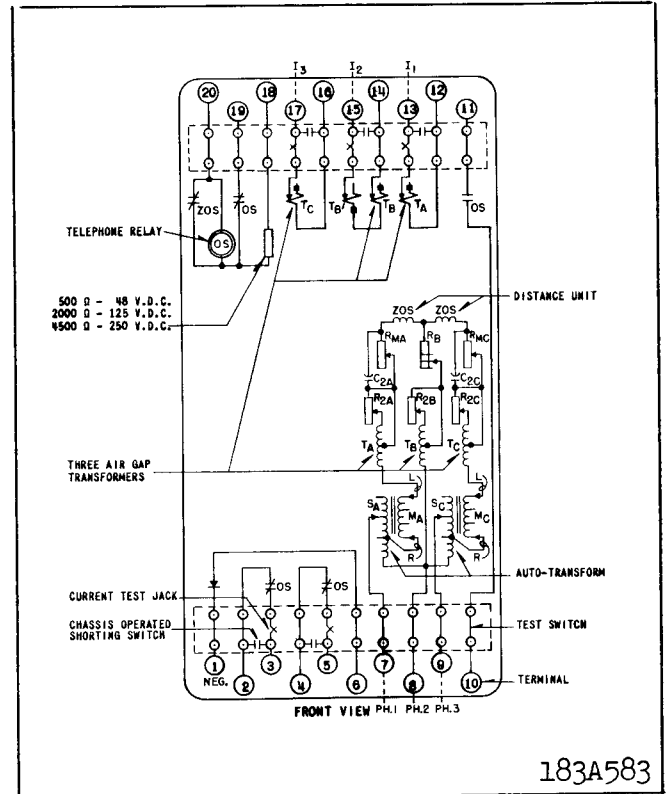 I3 I2 I1
20 19 18 17 16 15 14 13 12 11
ZOS OS OS TC TB TB TA OS
TELEPHONE RELAY
500 Ω - 48 V.D.C.
2000 Ω - 125 V.D.C.
4500 Ω - 250 V.D.C.
ZOS ZOS DISTANCE UNIT
RMA RB RMC
C2A C2C
R2A R2B R2C
TA TB TC
THREE AIR GAP
TRANSFORMERS
L L
SA MA SC MC
R R
AUTO-TRANSFORM
OS OS
CURRENT TEST JACK
CHASSIS OPERATED
SHORTING SWITCH
TEST SWITCH
1 2 3 4 5 6 7 8 9 10
TERMINAL
NEG.
FRONT VIEW PH.1 PH.2 PH.3
183A583